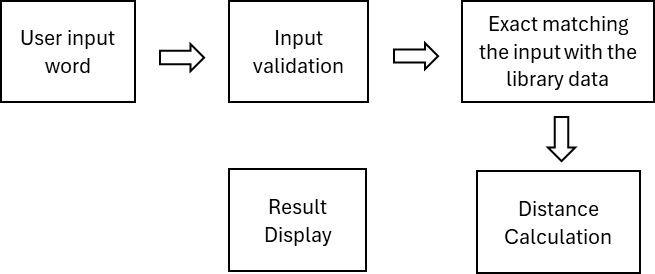 User input
word
Input
validation
Exact matching
the input with the
library data
Result
Display
Distance
Calculation